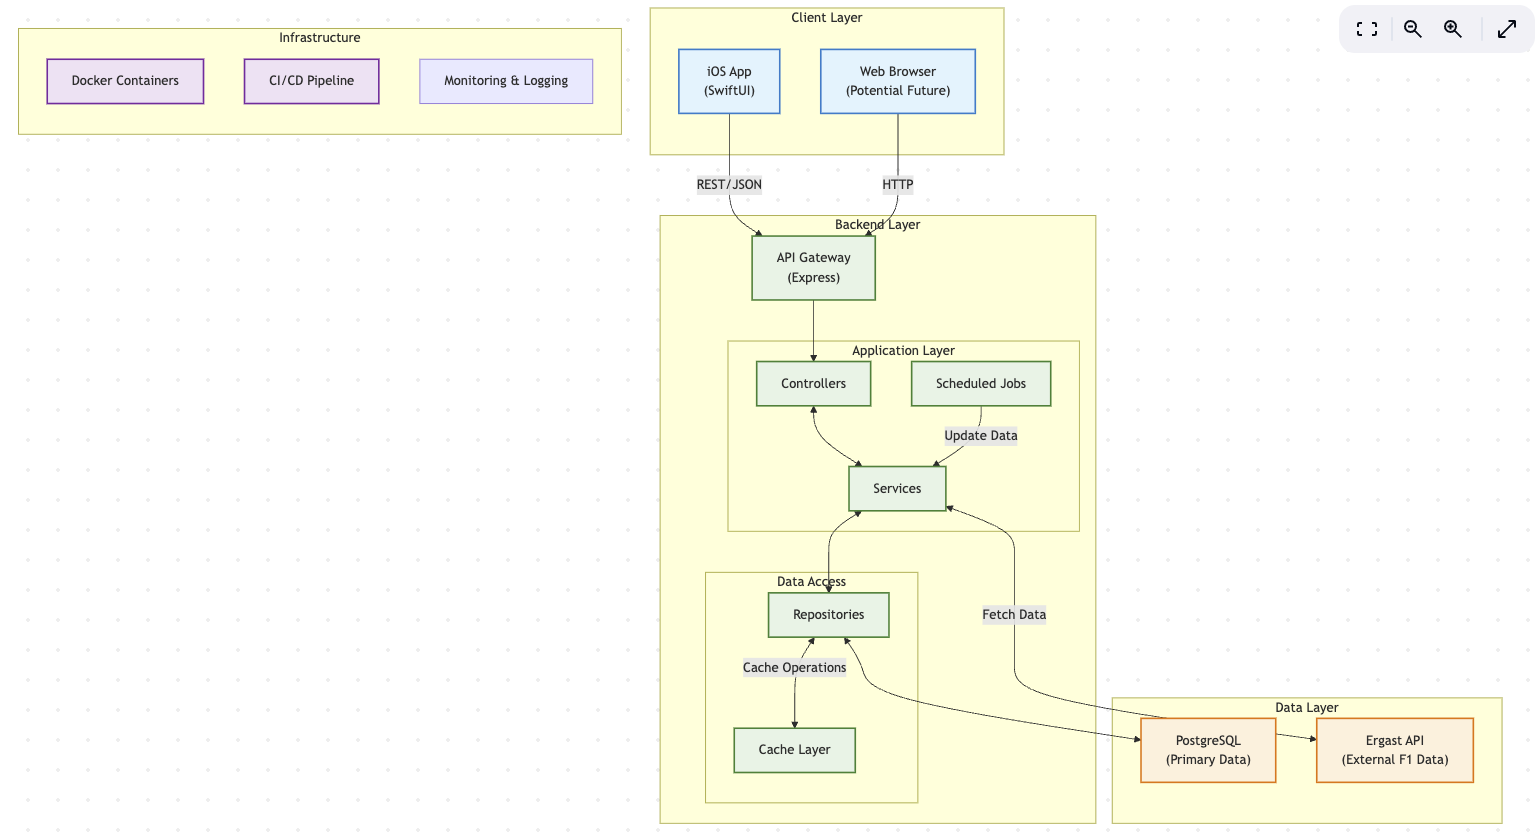 Infrastructure
Docker Containers
CI/CD Pipeline
Monitoring & Logging
Client Layer
iOS App
(SwiftUI)
Web Browser
(Potential Future)
REST/JSON
HTTP
Backend Layer
API Gateway
(Express)
Application Layer
Controllers
Scheduled Jobs
Update Data
Services
Data Access
Repositories
Fetch Data
Cache Operations
Cache Layer
Data Layer
PostgreSQL
(Primary Data)
Ergast API
(External F1 Data)